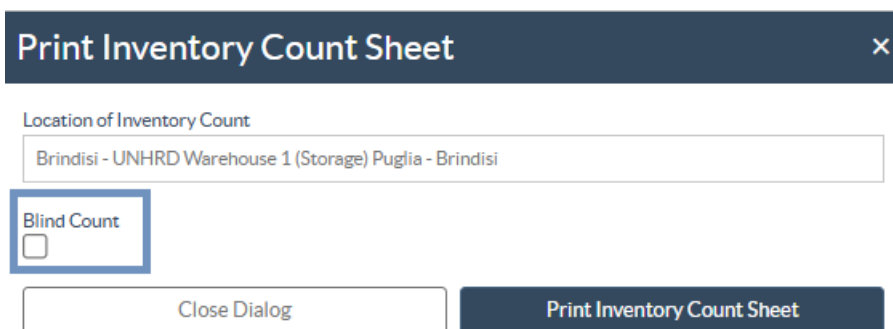 Print Inventory Count Sheet ×
Location of Inventory Count
Brindisi - UNHRD Warehouse 1 (Storage) Puglia - Brindisi
Blind Count
Close Dialog Print Inventory Count Sheet